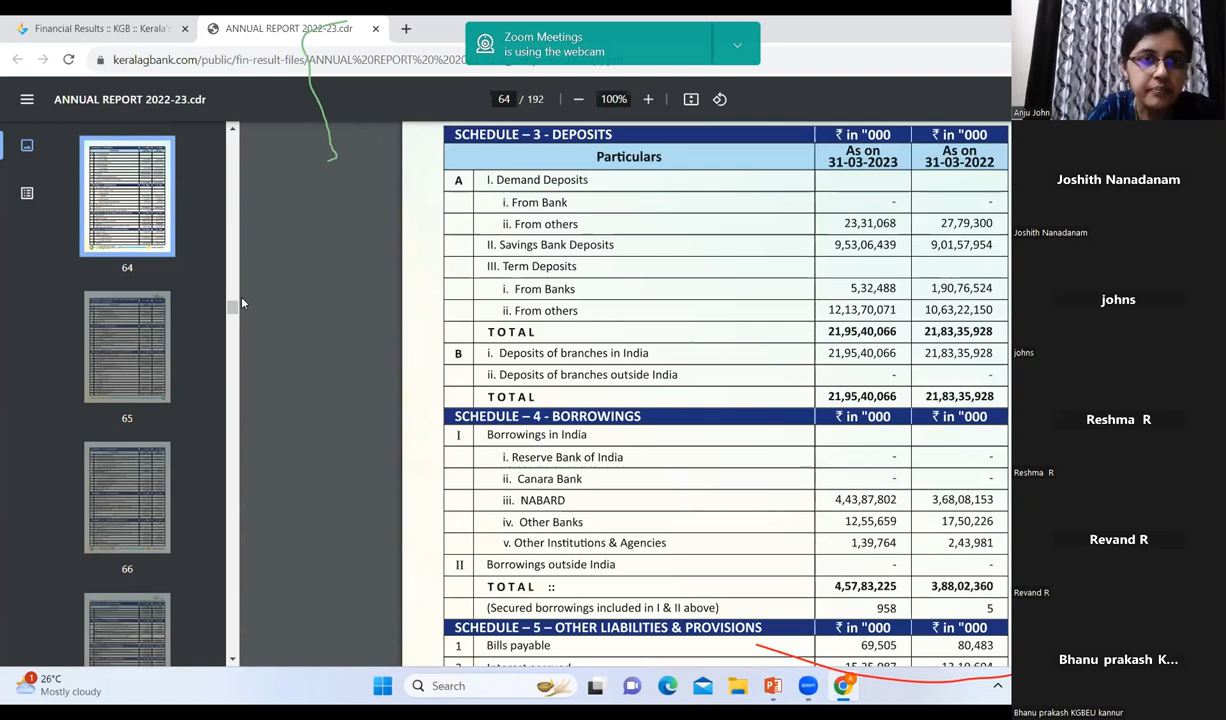 Financial Results :: KGB :: Kerala's
ANNUAL REPORT 2022-23.cdr
Zoom Meetings
is using the webcam
keralagbank.com/public/fin-result-files/ANNUAL%20REPORT%20%20
ANNUAL REPORT 2022-23.cdr
64 / 192
100%
SCHEDULE – 3 - DEPOSITS ₹ in "000 ₹ in "000
Particulars As on 31-03-2023 As on 31-03-2022
A I. Demand Deposits
i. From Bank - -
ii. From others 23,31,068 27,79,300
II. Savings Bank Deposits 9,53,06,439 9,01,57,954
III. Term Deposits
i. From Banks 5,32,488 1,90,76,524
ii. From others 12,13,70,071 10,63,22,150
TOTAL 21,95,40,066 21,83,35,928
B i. Deposits of branches in India 21,95,40,066 21,83,35,928
ii. Deposits of branches outside India - -
TOTAL 21,95,40,066 21,83,35,928
SCHEDULE – 4 - BORROWINGS ₹ in "000 ₹ in "000
I Borrowings in India
i. Reserve Bank of India - -
ii. Canara Bank - -
iii. NABARD 4,43,87,802 3,68,08,153
iv. Other Banks 12,55,659 17,50,226
v. Other Institutions & Agencies 1,39,764 2,43,981
II Borrowings outside India - -
TOTAL :: 4,57,83,225 3,88,02,360
(Secured borrowings included in I & II above) 958 5
SCHEDULE – 5 – OTHER LIABILITIES & PROVISIONS ₹ in "000 ₹ in "000
1 Bills payable 69,505 80,483
64
65
66
26°C
Mostly cloudy
Search
Anju John
Joshith Nanadanam
Joshith Nanadanam
johns
johns
Reshma R
Reshma R
Revand R
Revand R
Bhanu prakash K...
Bhanu prakash KGBEU kannur